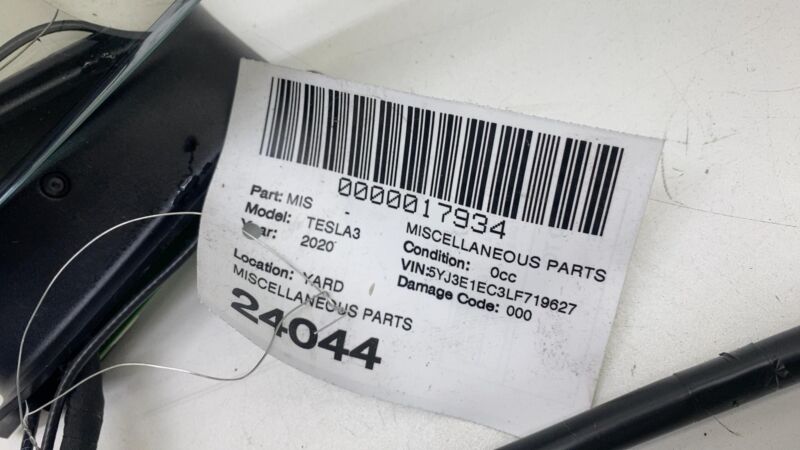 0000017934
Part: MIS -
MISCELLANEOUS PARTS
Model: TESLA3
Condition: 0cc
Year: 2020
VIN:5YJ3E1EC3LF719627
Damage Code: 000
Location: YARD
MISCELLANEOUS PARTS
24044